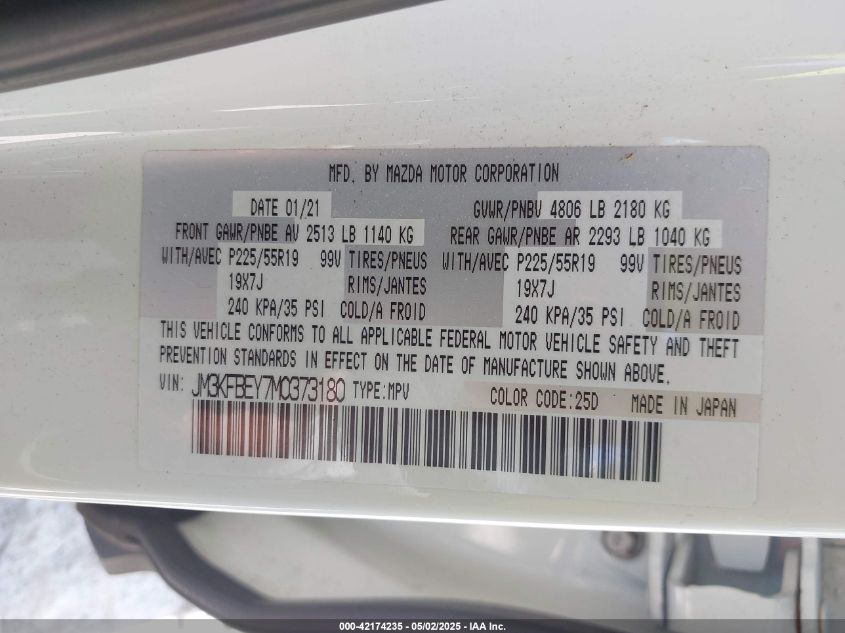 MFD. BY MAZDA MOTOR CORPORATION
DATE 01/21 GVWR/PNBV 4806 LB 2180 KG
FRONT GAWR/PNBE AV 2513 LB 1140 KG REAR GAWR/PNBE AR 2293 LB 1040 KG
WITH/AVEC P225/55R19 99V TIRES/PNEUS WITH/AVEC P225/55R19 99V TIRES/PNEUS
19X7J RIMS/JANTES 19X7J RIMS/JANTES
240 KPA/35 PSI COLD/A FROID 240 KPA/35 PSI COLD/A FROID
THIS VEHICLE CONFORMS TO ALL APPLICABLE FEDERAL MOTOR VEHICLE SAFETY AND THEFT
PREVENTION STANDARDS IN EFFECT ON THE DATE OF MANUFACTURE SHOWN ABOVE.
VIN: JM3KFBEY7M0373180 TYPE:MPV COLOR CODE:25D MADE IN JAPAN
000-42174235 - 05/02/2025 - IAA Inc.